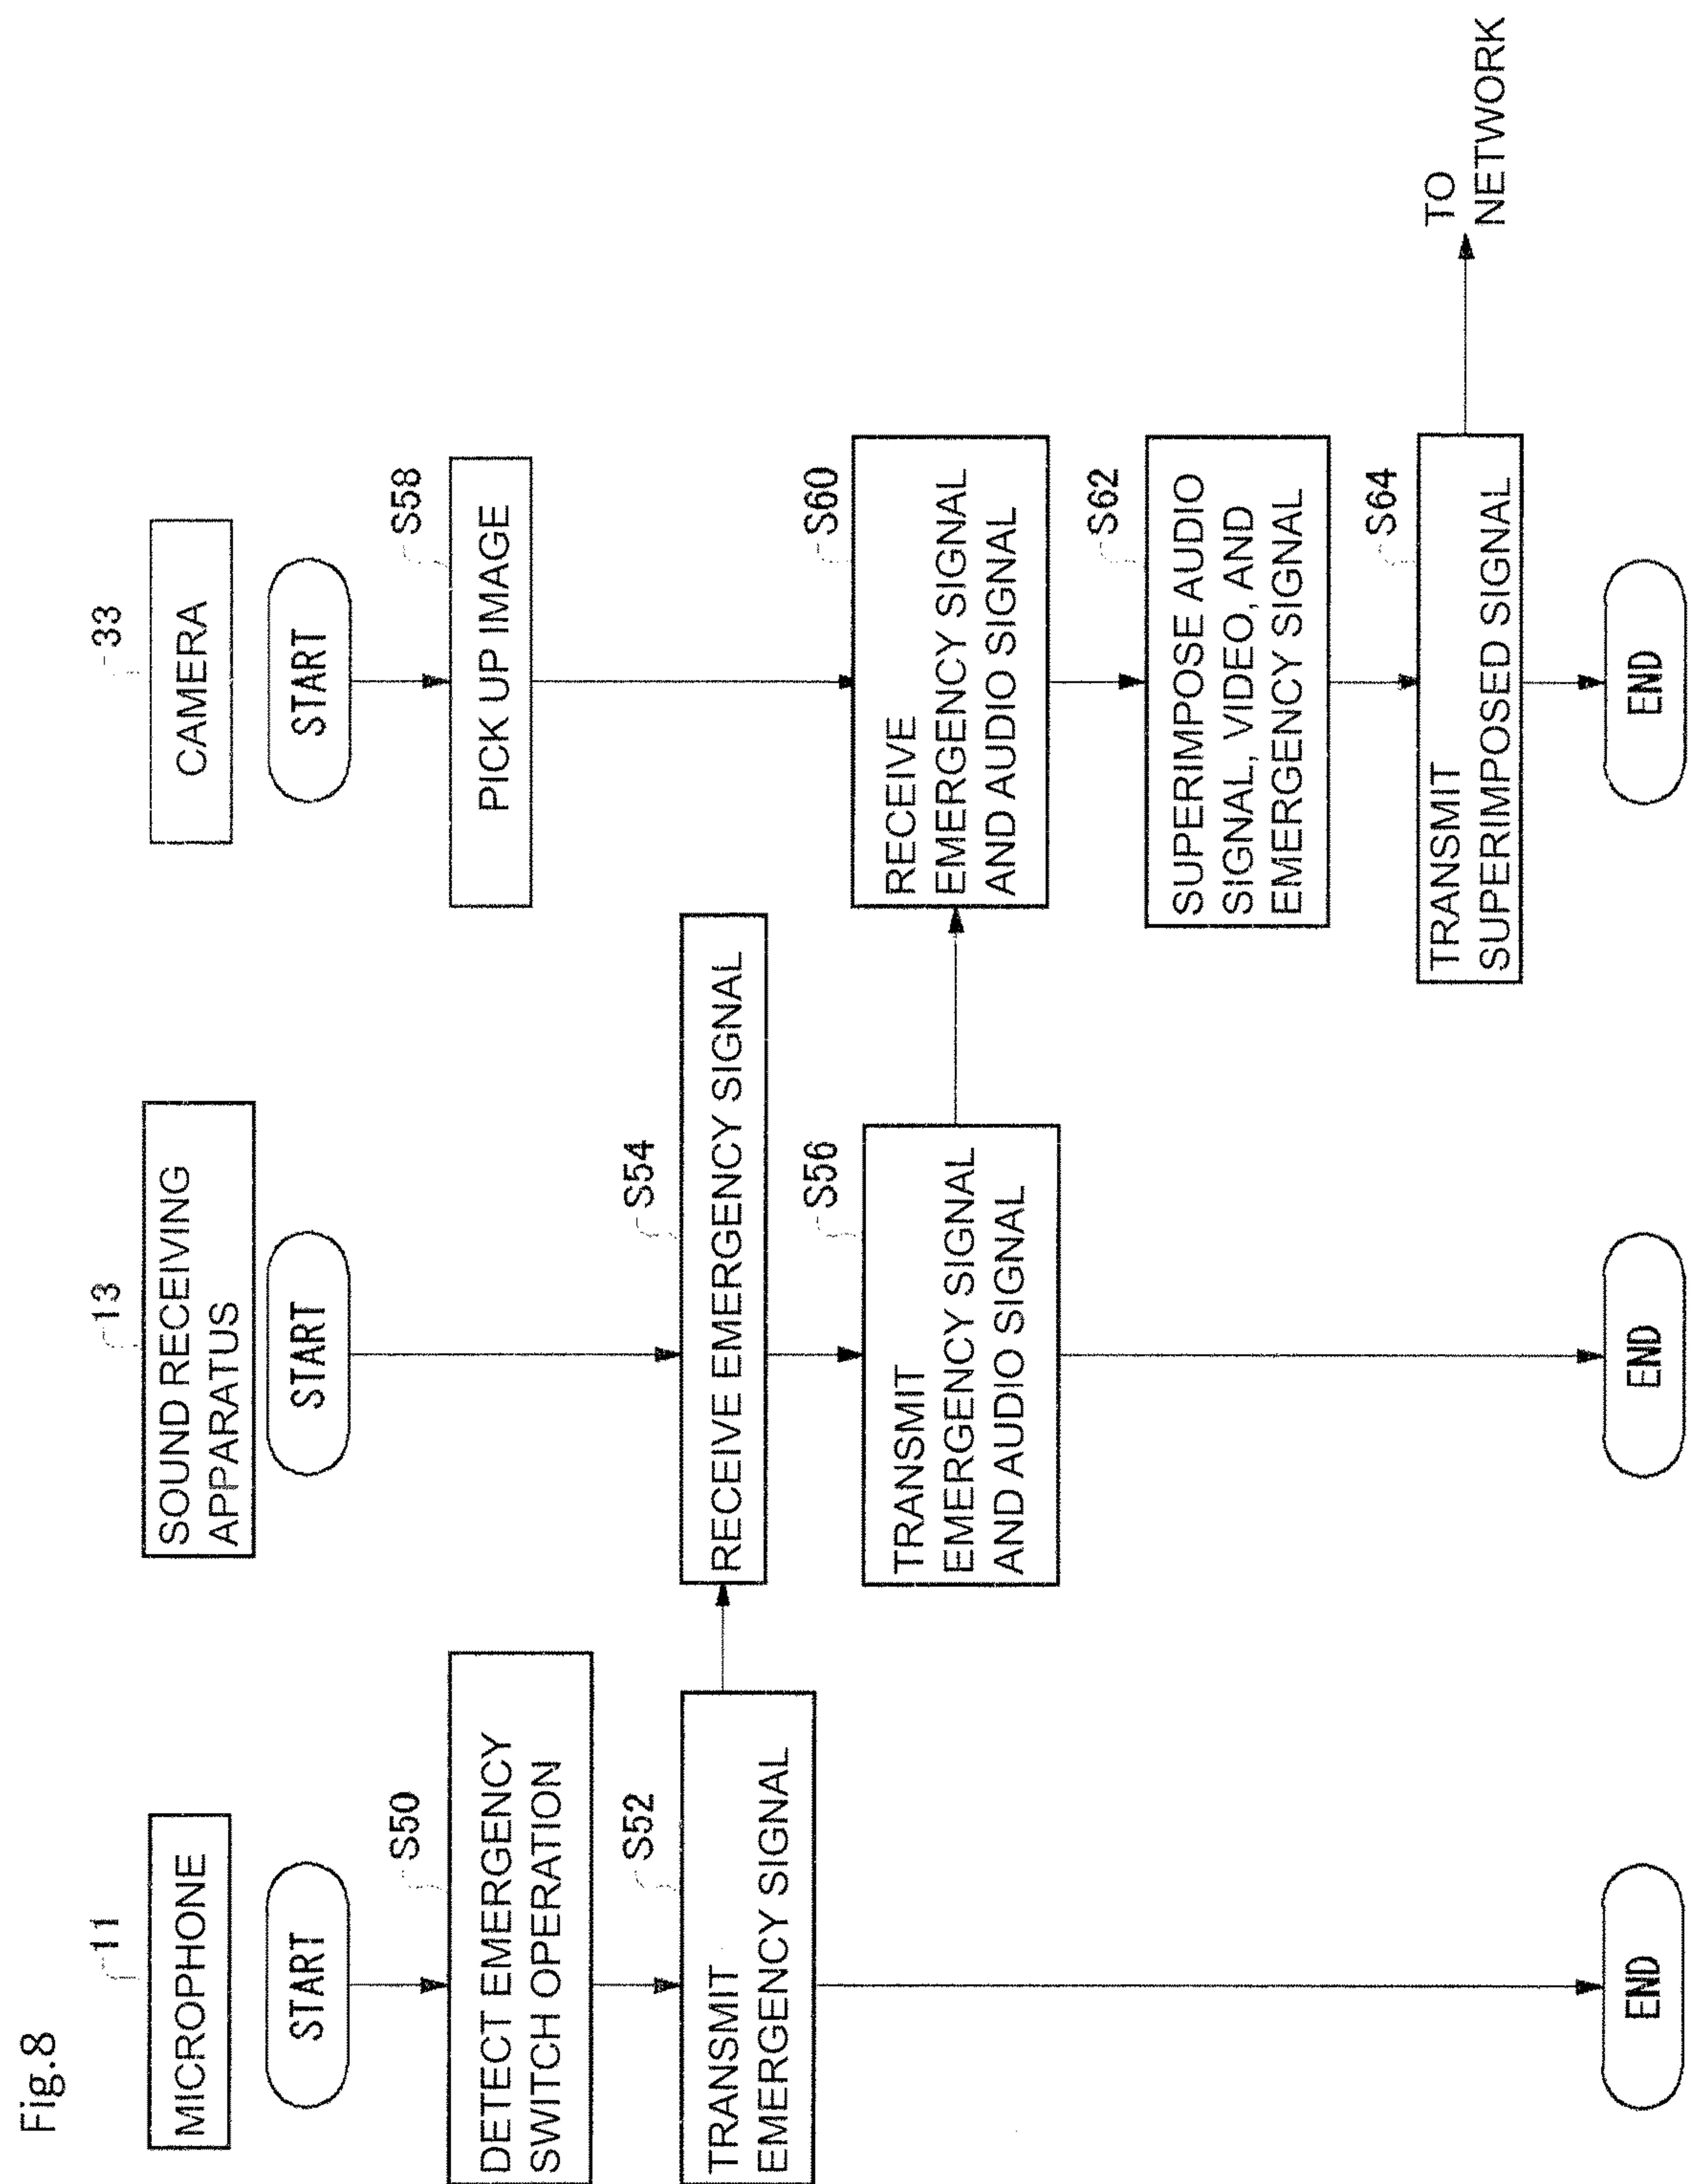 Fig.8
11
MICROPHONE
START
S50
DETECT EMERGENCY
SWITCH OPERATION
S52
TRANSMIT
EMERGENCY SIGNAL
END
13
SOUND RECEIVING
APPARATUS
START
S54
RECEIVE EMERGENCY SIGNAL
S56
TRANSMIT
EMERGENCY SIGNAL
AND AUDIO SIGNAL
END
33
CAMERA
START
S58
PICK UP IMAGE
S60
RECEIVE
EMERGENCY SIGNAL
AND AUDIO SIGNAL
S62
SUPERIMPOSE AUDIO
SIGNAL, VIDEO, AND
EMERGENCY SIGNAL
S64
TRANSMIT
SUPERIMPOSED SIGNAL
TO
NETWORK
END